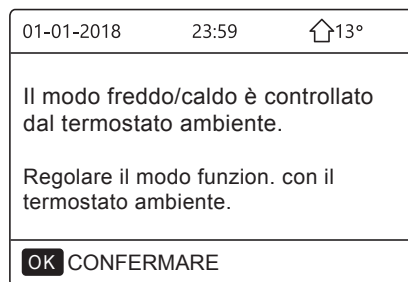 01-01-2018 23:59 13°
Il modo freddo/caldo è controllato
dal termostato ambiente.
Regolare il modo funzion. con il
termostato ambiente.
OK CONFERMARE